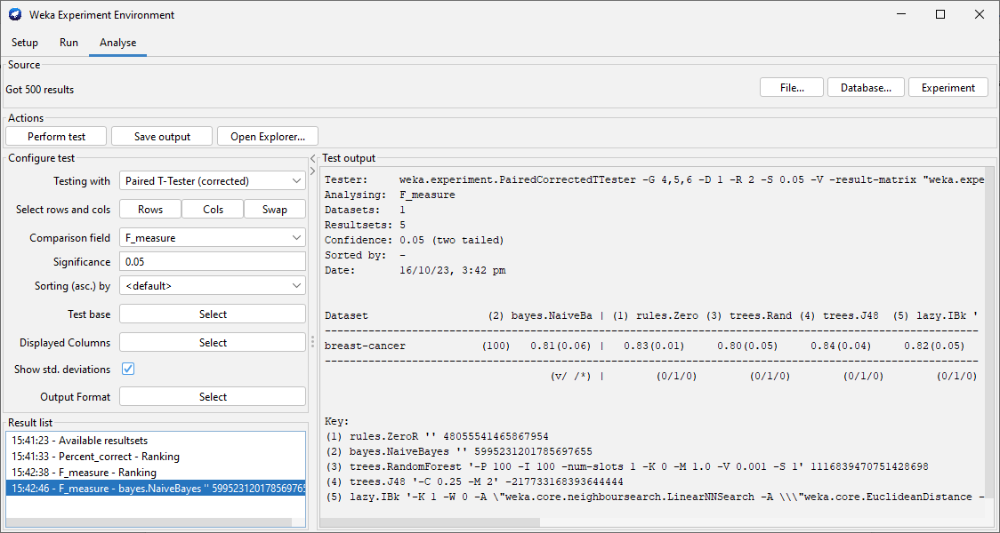 Weka Experiment Environment
Setup Run Analyse
Source
Got 500 results
File... Database... Experiment
Actions
Perform test Save output Open Explorer...
Configure test
Testing with Paired T-Tester (corrected)
Select rows and cols Rows Cols Swap
Comparison field F_measure
Significance 0.05
Sorting (asc.) by <default>
Test base Select
Displayed Columns Select
Show std. deviations
Output Format Select
Result list
15:41:23 - Available resultsets
15:41:33 - Percent_correct - Ranking
15:42:38 - F_measure - Ranking
15:42:46 - F_measure - bayes.NaiveBayes '' 599523120178569765
Test output
Tester: weka.experiment.PairedCorrectedTTester -G 4,5,6 -D 1 -R 2 -S 0.05 -V -result-matrix "weka.expe
Analysing: F_measure
Datasets: 1
Resultsets: 5
Confidence: 0.05 (two tailed)
Sorted by: -
Date: 16/10/23, 3:42 pm
Dataset (2) bayes.NaiveBa | (1) rules.Zero (3) trees.Rand (4) trees.J48 (5) lazy.IBk '
breast-cancer (100) 0.81(0.06) | 0.83(0.01) 0.80(0.05) 0.84(0.04) 0.82(0.05)
(v/ /*) | (0/1/0) (0/1/0) (0/1/0) (0/1/0)
Key:
(1) rules.ZeroR '' 48055541465867954
(2) bayes.NaiveBayes '' 5995231201785697655
(3) trees.RandomForest '-P 100 -I 100 -num-slots 1 -K 0 -M 1.0 -V 0.001 -S 1' 1116839470751428698
(4) trees.J48 '-C 0.25 -M 2' -217733168393644444
(5) lazy.IBk '-K 1 -W 0 -A \"weka.core.neighboursearch.LinearNNSearch -A \\\"weka.core.EuclideanDistance -